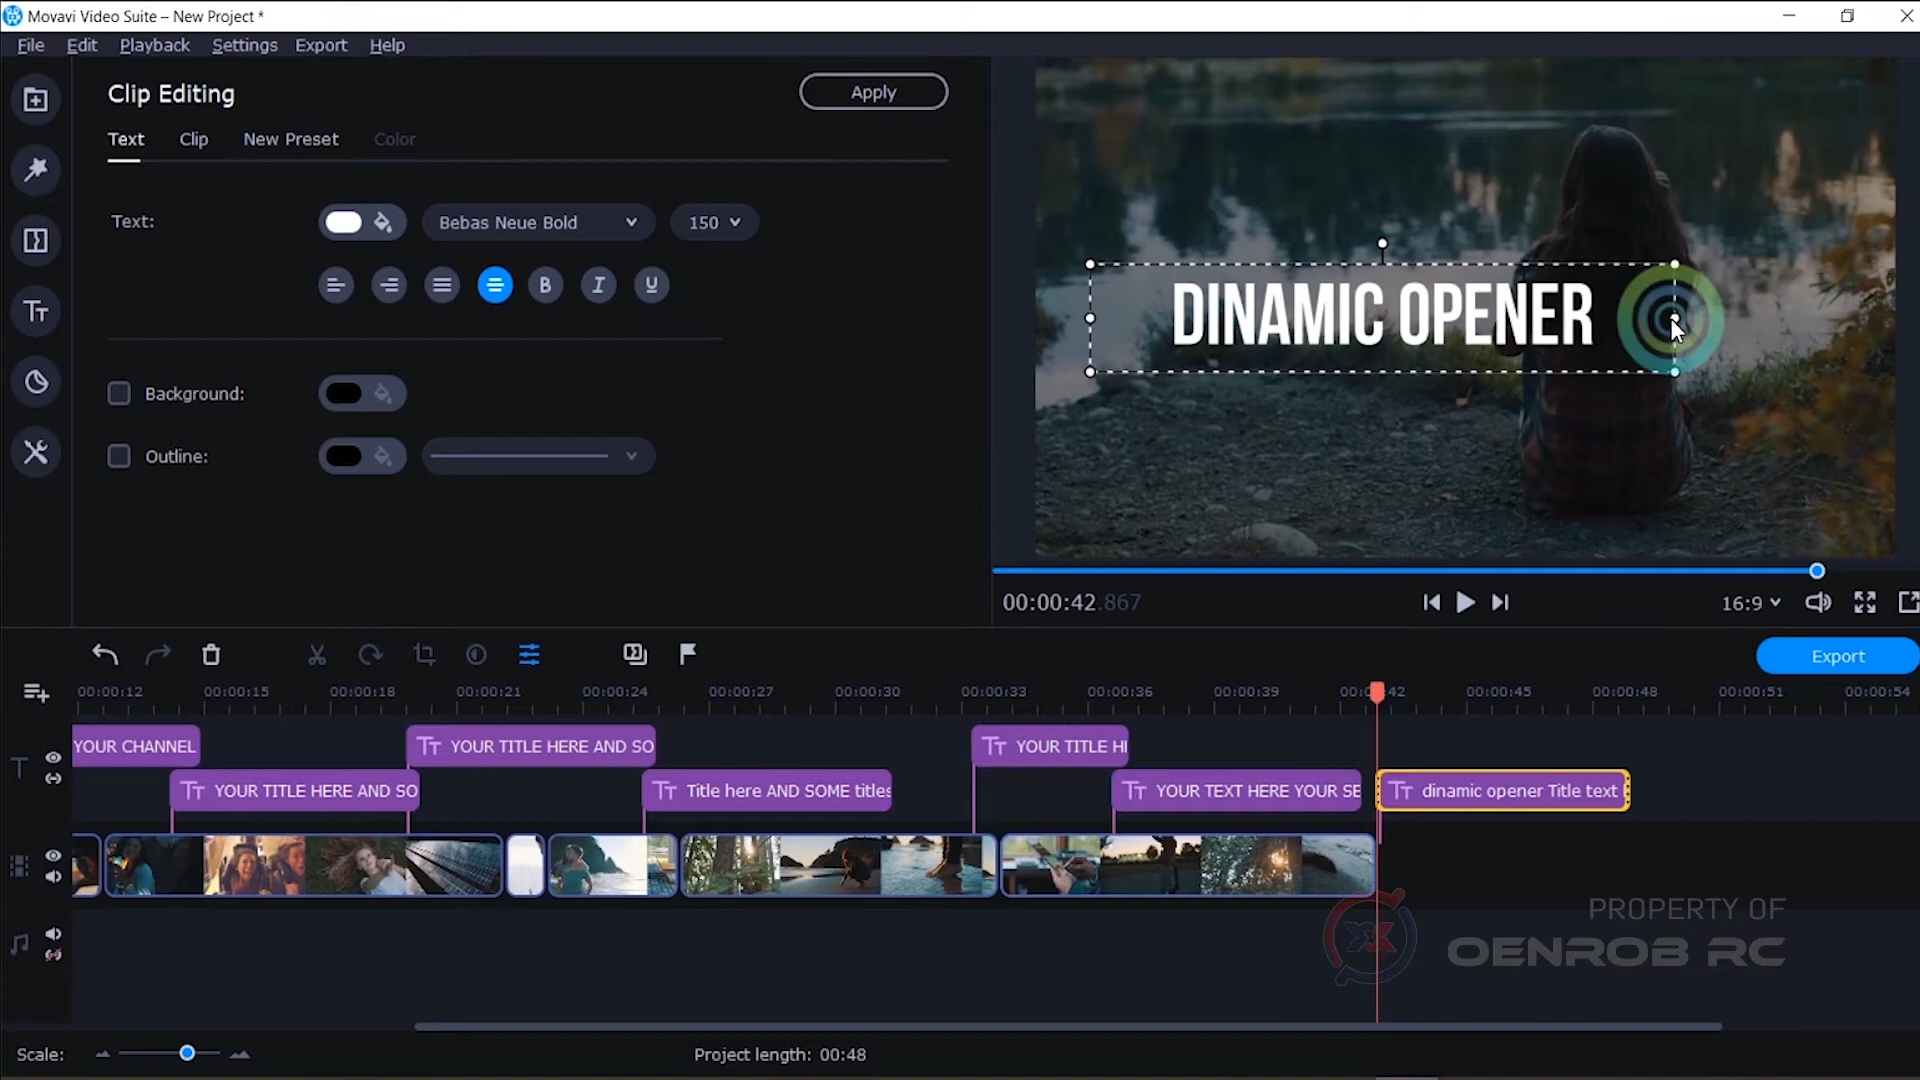 Movavi Video Suite – New Project *
File Edit Playback Settings Export Help
Clip Editing
Apply
Text Clip New Preset Color
Text:
Bebas Neue Bold
150
B I U
Background:
Outline:
DINAMIC OPENER
00:00:42.867
16:9
Export
00:00:12 00:00:15 00:00:18 00:00:21 00:00:24 00:00:27 00:00:30 00:00:33 00:00:36 00:00:39 00:00:42 00:00:45 00:00:48 00:00:51 00:00:54
YOUR CHANNEL
YOUR TITLE HERE AND SO
YOUR TITLE HI
YOUR TITLE HERE AND SO
Title here AND SOME titles
YOUR TEXT HERE YOUR SE
dinamic opener Title text
PROPERTY OF
OENROB RC
Scale:
Project length: 00:48